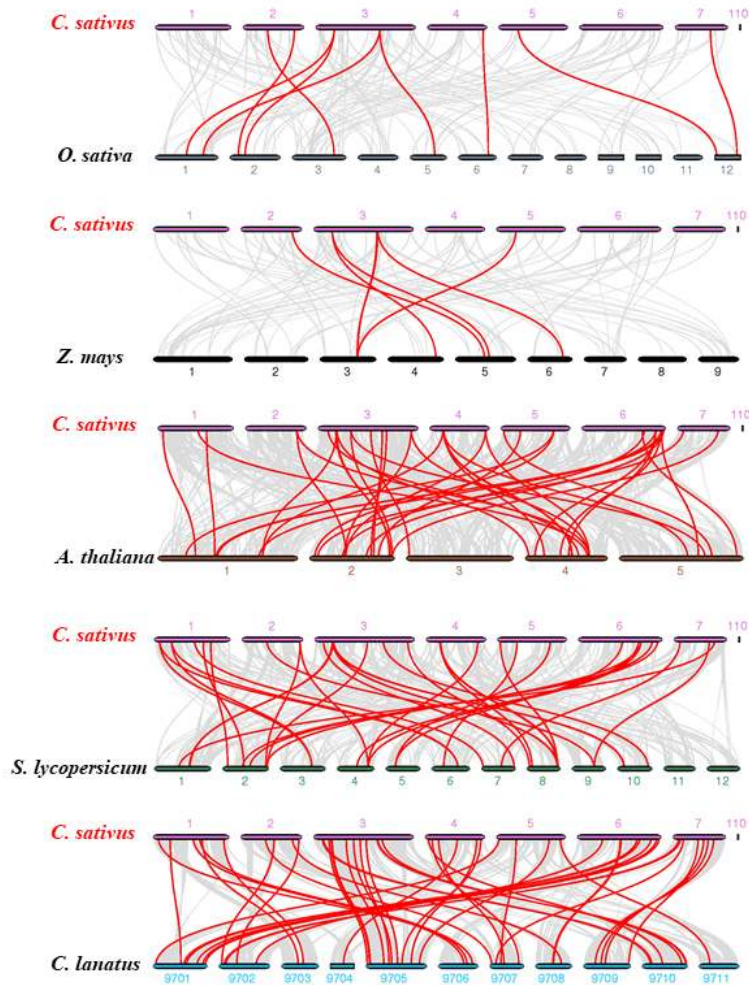 1 2 3 4 5 6 7 110
C. sativus
O. sativa
1 2 3 4 5 6 7 8 9 10 11 12
1 2 3 4 5 6 7 110
C. sativus
Z. mays
1 2 3 4 5 6 7 8 9
1 2 3 4 5 6 7 110
C. sativus
A. thaliana
1 2 3 4 5
1 2 3 4 5 6 7 110
C. sativus
S. lycopersicum
1 2 3 4 5 6 7 8 9 10 11 12
1 2 3 4 5 6 7 110
C. sativus
C. lanatus
9701 9702 9703 9704 9705 9706 9707 9708 9709 9710 9711